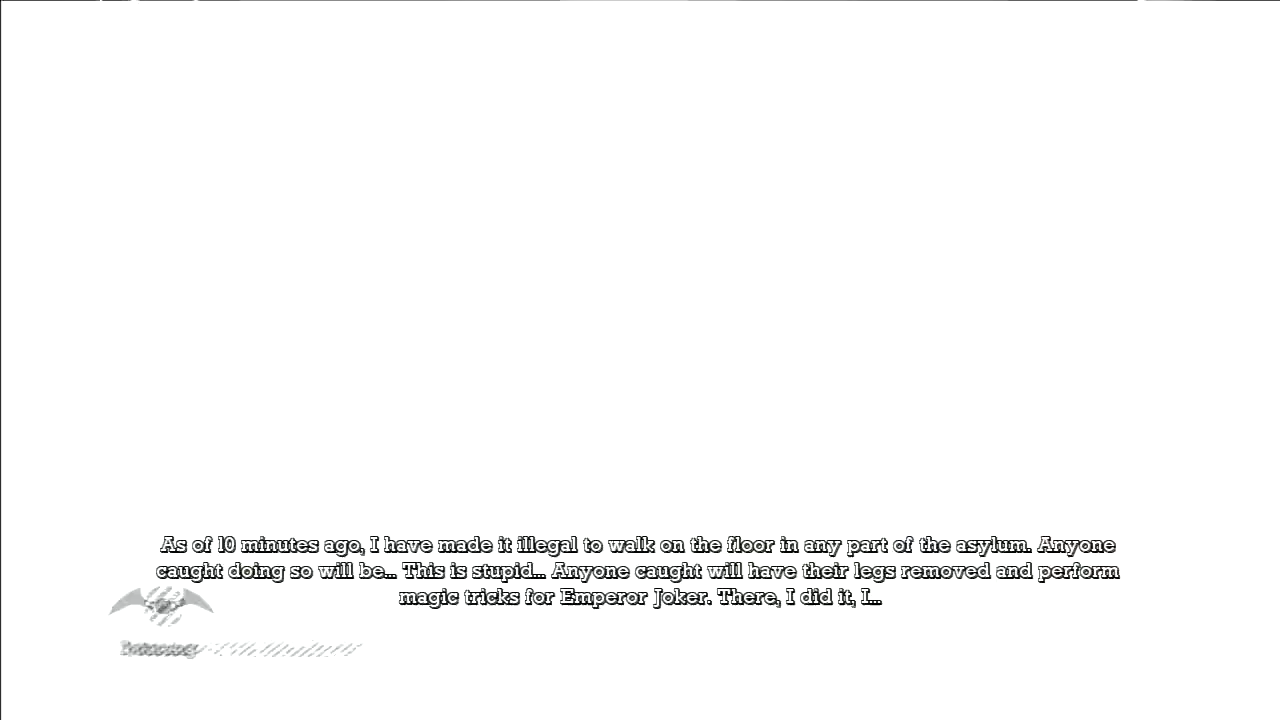 As of 10 minutes ago, I have made it illegal to walk on the floor in any part of the asylum. Anyone
caught doing so will be... This is stupid... Anyone caught will have their legs removed and perform
magic tricks for Emperor Joker. There, I did it, I...